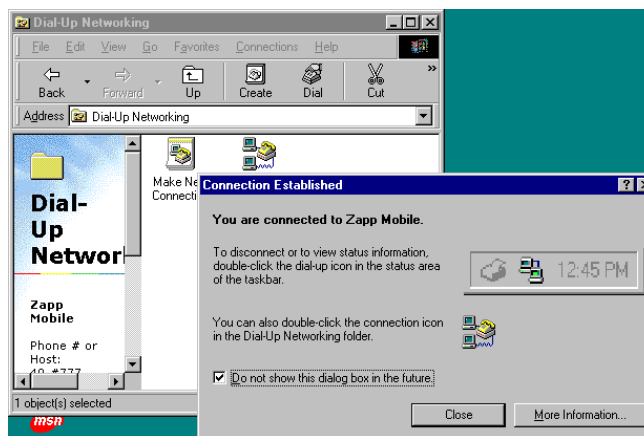 Dial-Up Networking
File Edit View Go Favorites Connections Help
Back Forward Up Create Dial Cut »
Address Dial-Up Networking
Dial-
Up
Networ
Make Ne
Connecti
Zapp
Mobile
Phone # or
Host:
1 object(s) selected
msn
Connection Established
You are connected to Zapp Mobile.
To disconnect or to view status information,
double-click the dial-up icon in the status area
of the taskbar.
12:45 PM
You can also double-click the connection icon
in the Dial-Up Networking folder.
Do not show this dialog box in the future.
Close More Information...